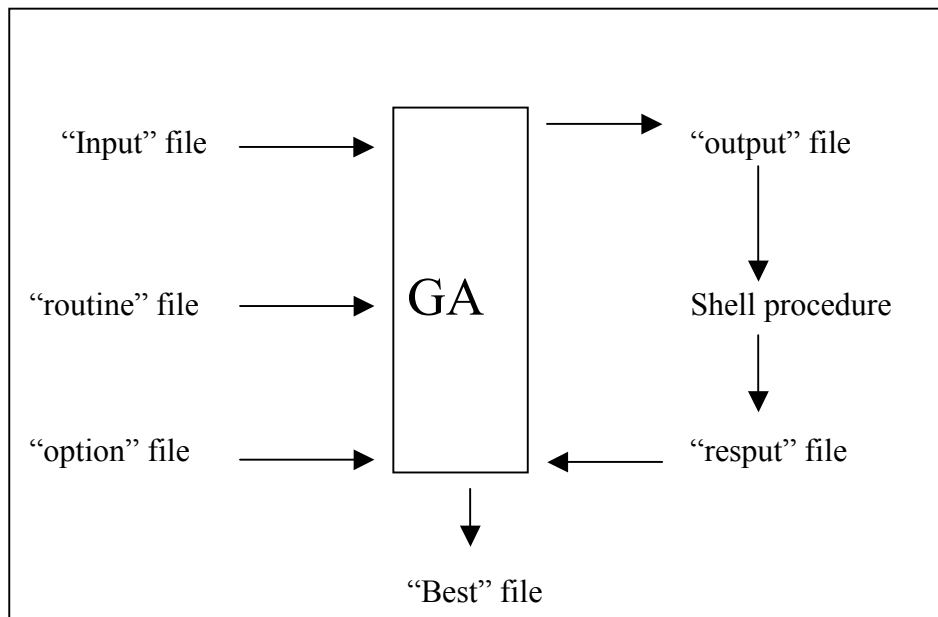 “Input” file
“output” file
“routine” file
GA
Shell procedure
“option” file
“resput” file
“Best” file